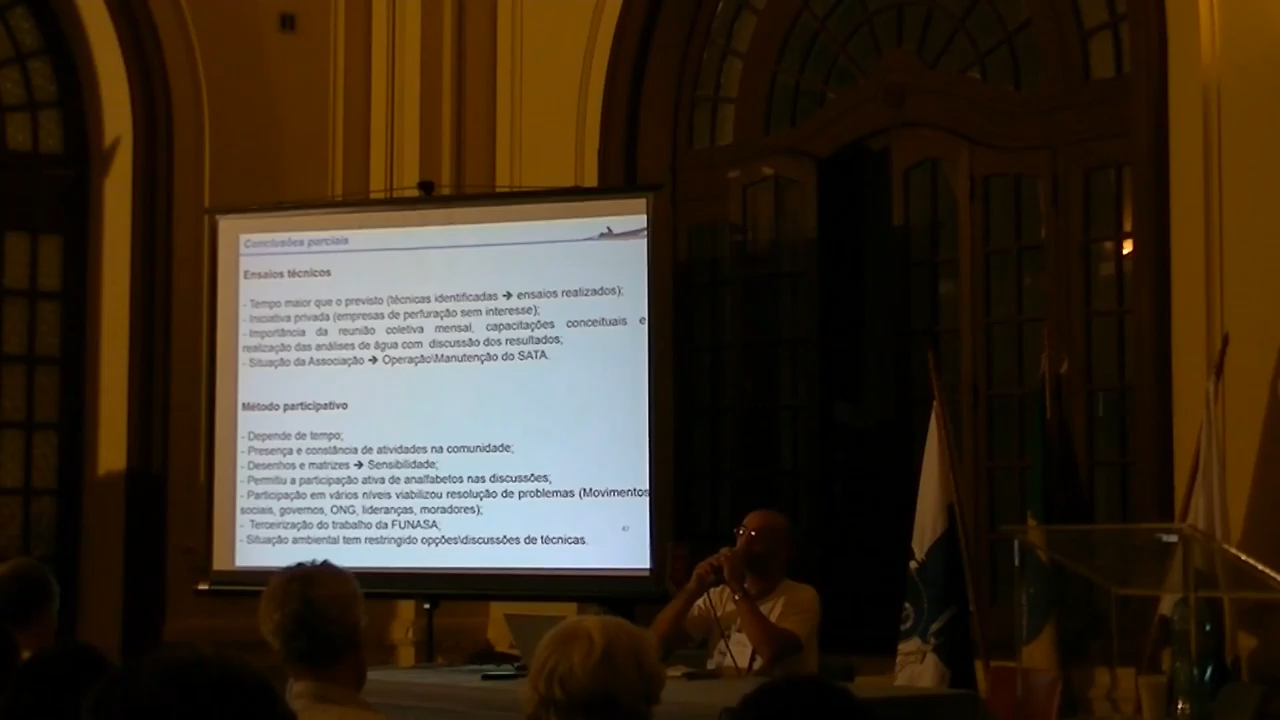 Conclusões parciais
Ensaios técnicos
- Tempo maior que o previsto (técnicas identificadas ➔ ensaios realizados);
- Iniciativa privada (empresas de perfuração sem interesse);
- Importância da reunião coletiva mensal, capacitações conceituais e
realização das análises de água com discussão dos resultados;
- Situação da Associação ➔ Operação\Manutenção do SATA.
Método participativo
- Depende de tempo;
- Presença e constância de atividades na comunidade;
- Desenhos e matrizes ➔ Sensibilidade;
- Permitiu a participação ativa de analfabetos nas discussões;
- Participação em vários níveis viabilizou resolução de problemas (Movimentos
sociais, governos, ONG, lideranças, moradores);
- Terceirização do trabalho da FUNASA;
- Situação ambiental tem restringido opções\discussões de técnicas.